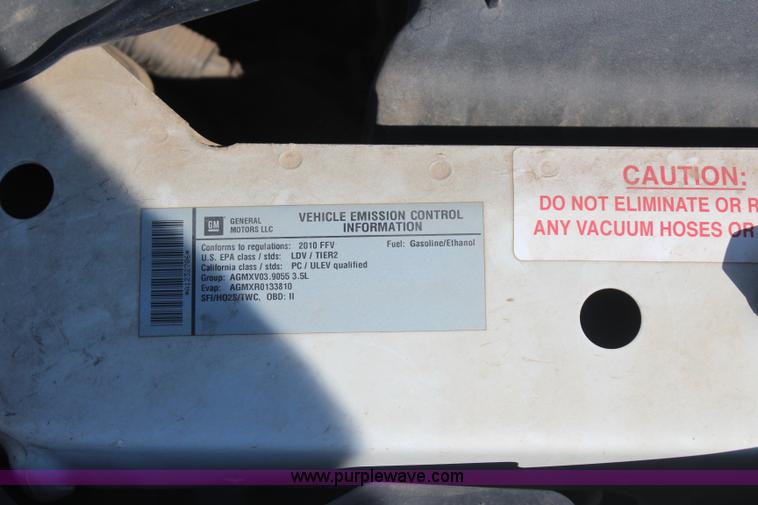 GM
GENERAL MOTORS LLC
VEHICLE EMISSION CONTROL
INFORMATION
Conforms to regulations: 2010 FFV Fuel: Gasoline/Ethanol
U.S. EPA class / stds: LDV / TIER2
California class / stds: PC / ULEV qualified
Group: AGMXV03.9055 3.5L
Evap: AGMXR0133810
SFI/HO2S/TWC, OBD: II
CAUTION:
DO NOT ELIMINATE OR R
ANY VACUUM HOSES OR
www.purplewave.com